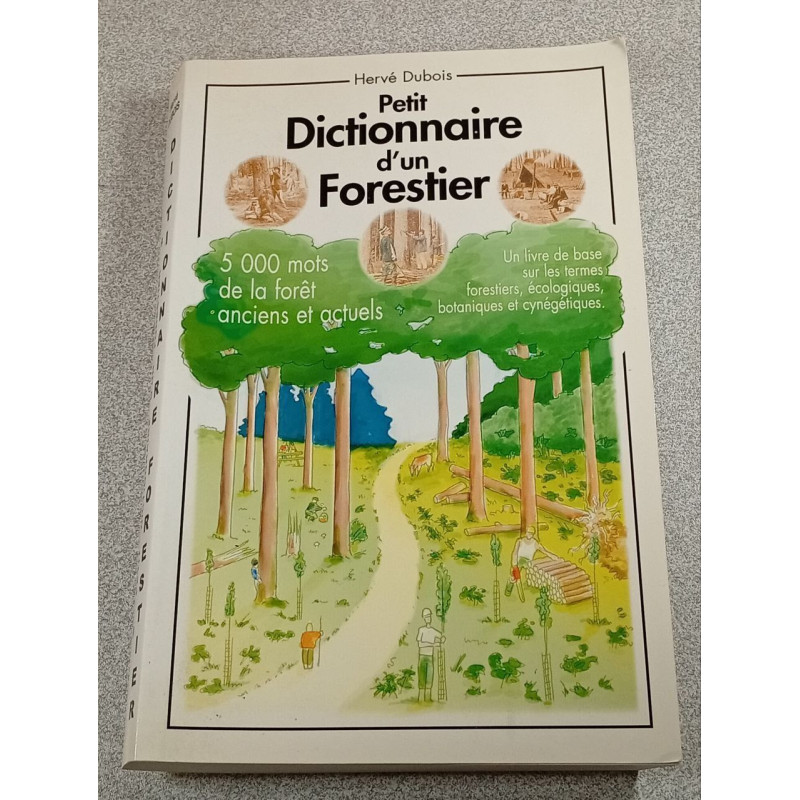 Hervé Dubois
Petit
Dictionnaire
d'un
Forestier
5 000 mots
de la forêt
anciens et actuels
Un livre de base
sur les termes
forestiers, écologiques,
botaniques et cynégétiques.
DICTIONNAIRE FORESTIER